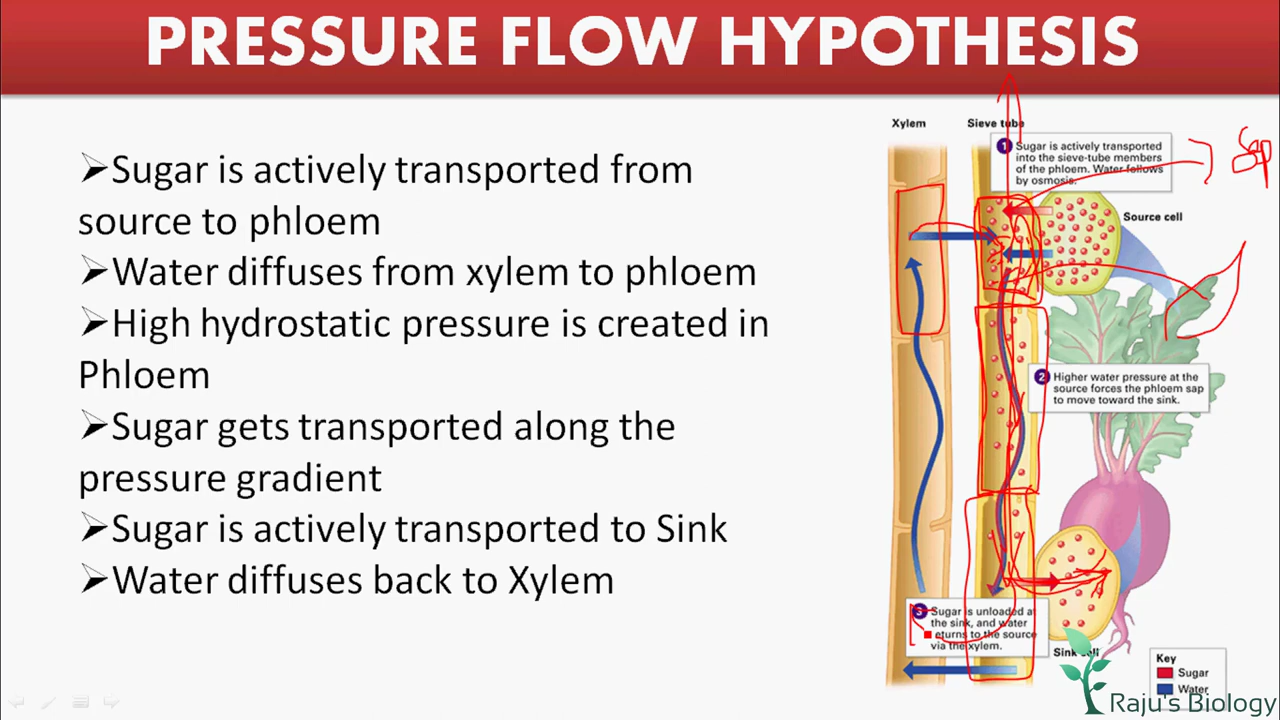 PRESSURE FLOW HYPOTHESIS
➢Sugar is actively transported from
source to phloem
➢Water diffuses from xylem to phloem
➢High hydrostatic pressure is created in
Phloem
➢Sugar gets transported along the
pressure gradient
➢Sugar is actively transported to Sink
➢Water diffuses back to Xylem
Xylem
Sieve tube
1 Sugar is actively transported
into the sieve-tube members
of the phloem. Water follows
by osmosis.
Sap
Source cell
2 Higher water pressure at the
source forces the phloem sap
to move toward the sink.
3 Sugar is unloaded at
the sink, and water
eturns to the source
via the xylem.
Sink cell
Key
Sugar
Water
Raju's Biology